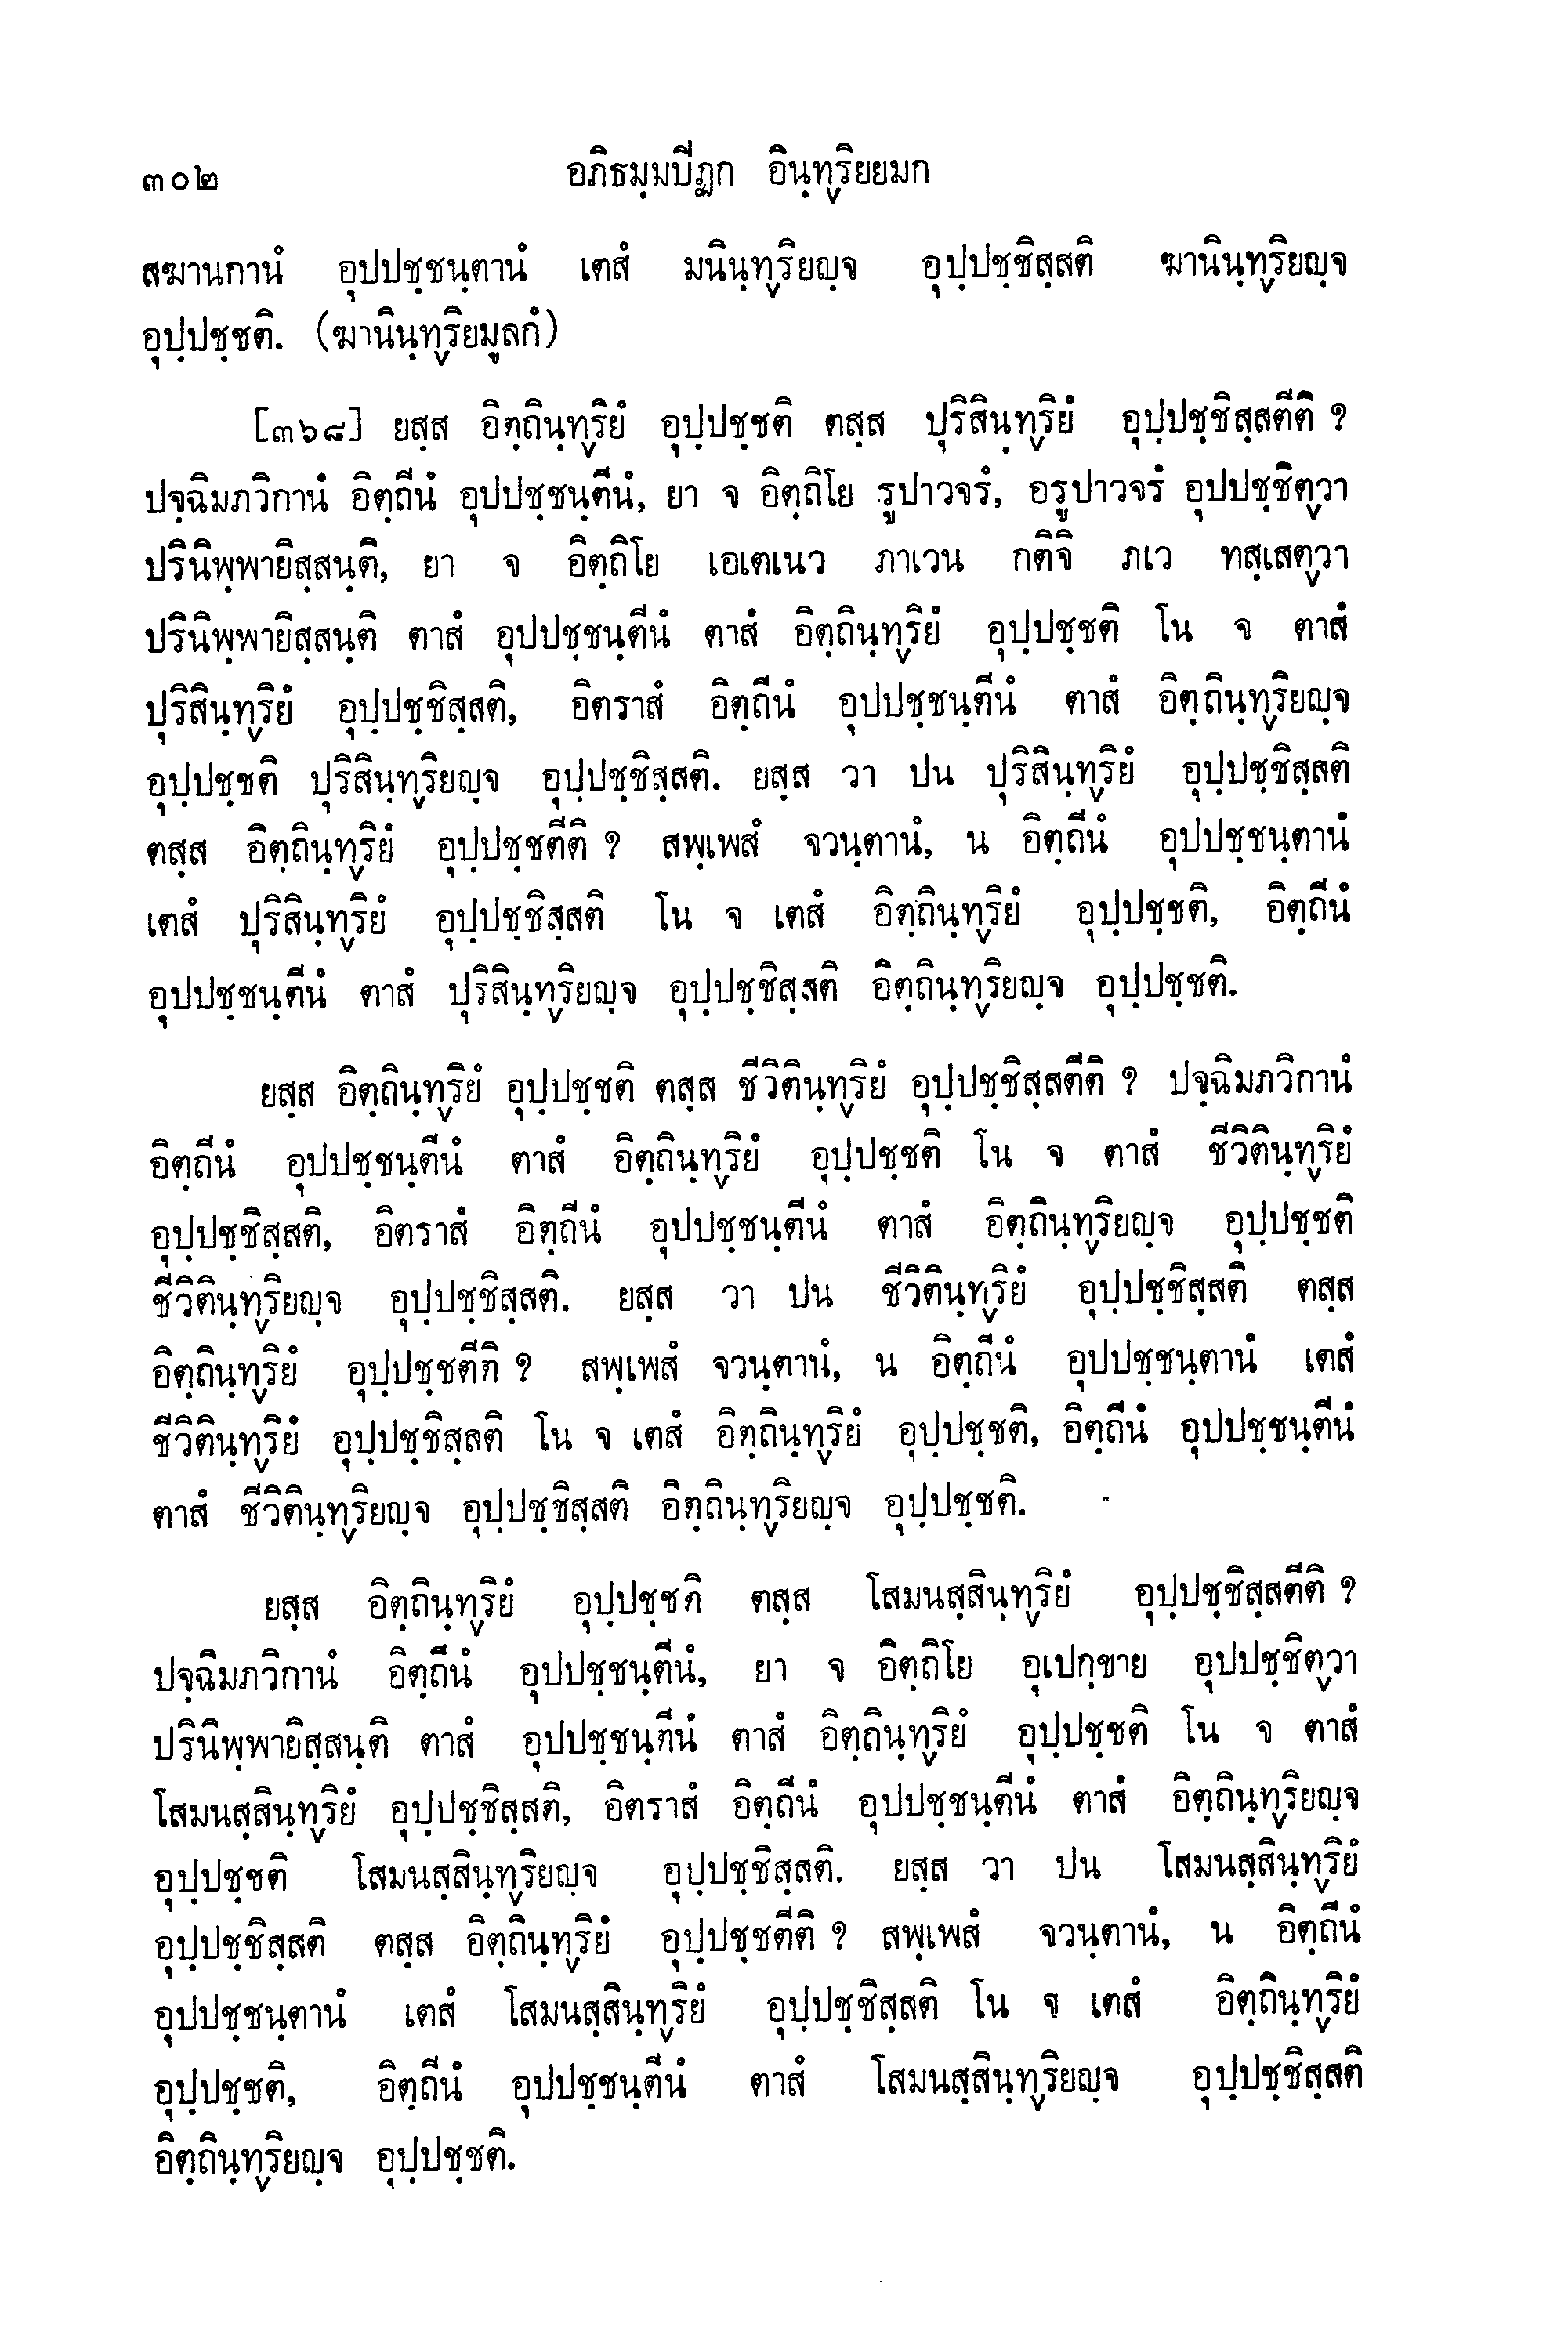 ๓๐๒ อภิธมฺมปิฏก อินฺทฺริยยมก
สฆานกานํ อุปปชฺชนฺตานํ เตสํ มนินฺทฺริยญฺจ อุปฺปชฺชิสฺสติ ฆานินฺทฺริยญฺจ
อุปฺปชฺชติ. (ฆานินฺทฺริยมูลกํ)
[๓๖๘] ยสฺส อิตฺถินฺทฺริยํ อุปฺปชฺชติ ตสฺส ปุริสินฺทฺริยํ อุปฺปชฺชิสฺสตีติ ?
ปจฺฉิมภวิกานํ อิตฺถีนํ อุปปชฺชนฺตีนํ, ยา จ อิตฺถิโย รูปาวจรํ, อรูปาวจรํ อุปปชฺชิตฺวา
ปรินิพฺพายิสฺสนฺติ, ยา จ อิตฺถิโย เอเตเนว ภาเวน กติจิ ภเว ทสฺเสตฺวา
ปรินิพฺพายิสฺสนฺติ ตาสํ อุปปชฺชนฺตีนํ ตาสํ อิตฺถินฺทฺริยํ อุปฺปชฺชติ โน จ ตาสํ
ปุริสินฺทฺริยํ อุปฺปชฺชิสฺสติ, อิตราสํ อิตฺถีนํ อุปปชฺชนฺตีนํ ตาสํ อิตฺถินฺทฺริยญฺจ
อุปฺปชฺชติ ปุริสินฺทฺริยญฺจ อุปฺปชฺชิสฺสติ. ยสฺส วา ปน ปุริสินฺทฺริยํ อุปฺปชฺชิสฺสติ
ตสฺส อิตฺถินฺทฺริยํ อุปฺปชฺชตีติ ? สพฺเพสํ จวนฺตานํ, น อิตฺถีนํ อุปปชฺชนฺตานํ
เตสํ ปุริสินฺทฺริยํ อุปฺปชฺชิสฺสติ โน จ เตสํ อิตฺถินฺทฺริยํ อุปฺปชฺชติ, อิตฺถีนํ
อุปปชฺชนฺตีนํ ตาสํ ปุริสินฺทฺริยญฺจ อุปฺปชฺชิสฺสติ อิตฺถินฺทฺริยญฺจ อุปฺปชฺชติ.
ยสฺส อิตฺถินฺทฺริยํ อุปฺปชฺชติ ตสฺส ชีวิตินฺทฺริยํ อุปฺปชฺชิสฺสตีติ ? ปจฺฉิมภวิกานํ
อิตฺถีนํ อุปปชฺชนฺตีนํ ตาสํ อิตฺถินฺทฺริยํ อุปฺปชฺชติ โน จ ตาสํ ชีวิตินฺทฺริยํ
อุปฺปชฺชิสฺสติ, อิตราสํ อิตฺถีนํ อุปปชฺชนฺตีนํ ตาสํ อิตฺถินฺทฺริยญฺจ อุปฺปชฺชติ
ชีวิตินฺทฺริยญฺจ อุปฺปชฺชิสฺสติ. ยสฺส วา ปน ชีวิตินฺทฺริยํ อุปฺปชฺชิสฺสติ ตสฺส
อิตฺถินฺทฺริยํ อุปฺปชฺชตีติ ? สพฺเพสํ จวนฺตานํ, น อิตฺถีนํ อุปปชฺชนฺตานํ เตสํ
ชีวิตินฺทฺริยํ อุปฺปชฺชิสฺสติ โน จ เตสํ อิตฺถินฺทฺริยํ อุปฺปชฺชติ, อิตฺถีนํ อุปปชฺชนฺตีนํ
ตาสํ ชีวิตินฺทฺริยญฺจ อุปฺปชฺชิสฺสติ อิตฺถินฺทฺริยญฺจ อุปฺปชฺชติ.
ยสฺส อิตฺถินฺทฺริยํ อุปฺปชฺชติ ตสฺส โสมนสฺสินฺทฺริยํ อุปฺปชฺชิสฺสตีติ ?
ปจฺฉิมภวิกานํ อิตฺถีนํ อุปปชฺชนฺตีนํ, ยา จ อิตฺถิโย อุเปกฺขาย อุปปชฺชิตฺวา
ปรินิพฺพายิสฺสนฺติ ตาสํ อุปปชฺชนฺตีนํ ตาสํ อิตฺถินฺทฺริยํ อุปฺปชฺชติ โน จ ตาสํ
โสมนสฺสินฺทฺริยํ อุปฺปชฺชิสฺสติ, อิตราสํ อิตฺถีนํ อุปปชฺชนฺตีนํ ตาสํ อิตฺถินฺทฺริยญฺจ
อุปฺปชฺชติ โสมนสฺสินฺทฺริยญฺจ อุปฺปชฺชิสฺสติ. ยสฺส วา ปน โสมนสฺสินฺทฺริยํ
อุปฺปชฺชิสฺสติ ตสฺส อิตฺถินฺทฺริยํ อุปฺปชฺชตีติ ? สพฺเพสํ จวนฺตานํ, น อิตฺถีนํ
อุปปชฺชนฺตานํ เตสํ โสมนสฺสินฺทฺริยํ อุปฺปชฺชิสฺสติ โน จ เตสํ อิตฺถินฺทฺริยํ
อุปฺปชฺชติ, อิตฺถีนํ อุปปชฺชนฺตีนํ ตาสํ โสมนสฺสินฺทฺริยญฺจ อุปฺปชฺชิสฺสติ
อิตฺถินฺทฺริยญฺจ อุปฺปชฺชติ.